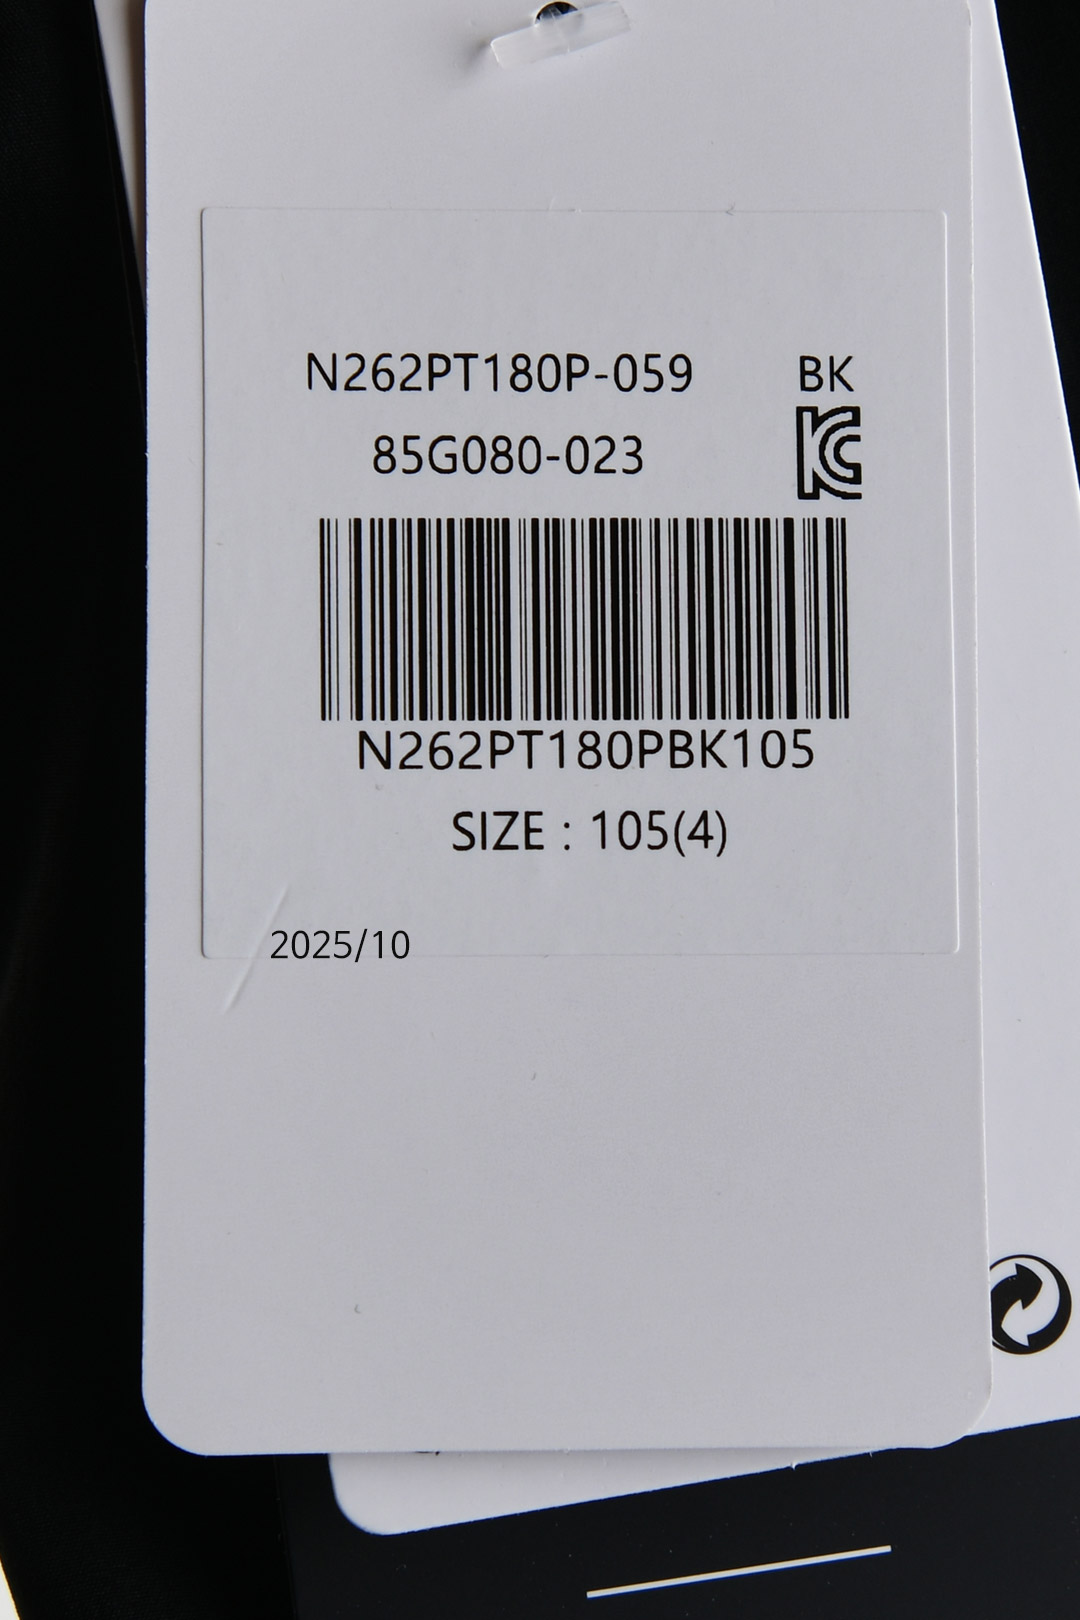 N262PT180P-059 BK
85G080-023
N262PT180PBK105
SIZE : 105(4)
2025/10